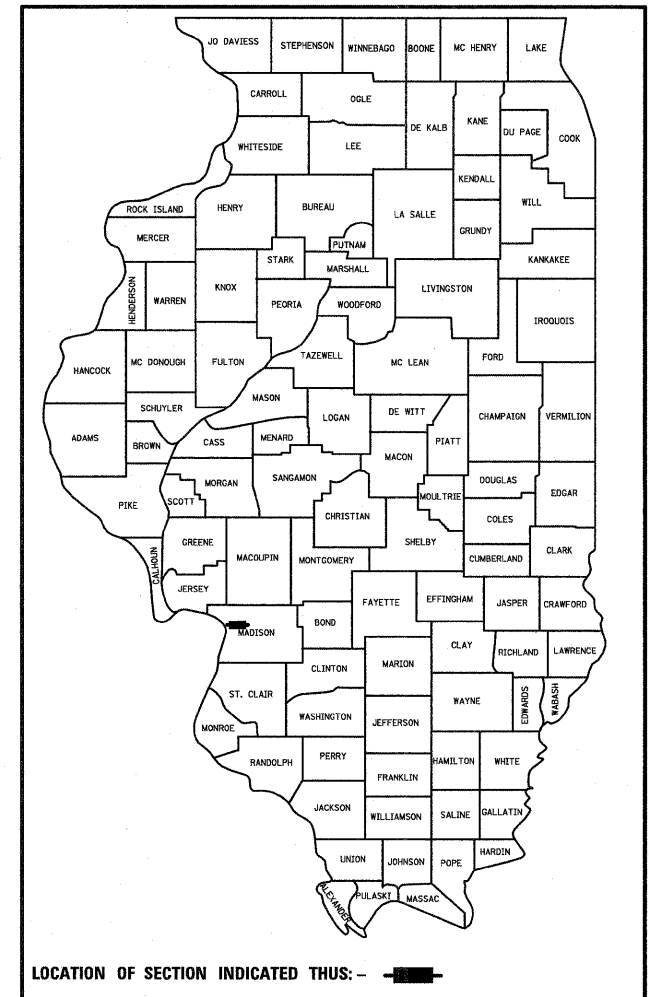 JO DAVIESS STEPHENSON WINNEBAGO BOONE MC HENRY LAKE
CARROLL OGLE DE KALB KANE DU PAGE COOK
WHITESIDE LEE
KENDALL
ROCK ISLAND HENRY BUREAU LA SALLE WILL
MERCER PUTNAM GRUNDY
STARK MARSHALL KANKAKEE
HENDERSON WARREN KNOX PEORIA WOODFORD LIVINGSTON IROQUOIS
HANCOCK MC DONOUGH FULTON TAZEWELL MC LEAN FORD
MASON
SCHUYLER LOGAN DE WITT CHAMPAIGN VERMILION
ADAMS BROWN CASS MENARD MACON PIATT
MORGAN SANGAMON DOUGLAS EDGAR
PIKE SCOTT CHRISTIAN MOULTRIE COLES
GREENE MACOUPIN MONTGOMERY SHELBY CUMBERLAND CLARK
CALHOUN JERSEY
FAYETTE EFFINGHAM JASPER CRAWFORD
MADISON BOND CLAY RICHLAND LAWRENCE
CLINTON MARION
ST. CLAIR WAYNE EDWARDS WABASH
MONROE WASHINGTON JEFFERSON
RANDOLPH PERRY HAMILTON WHITE
FRANKLIN
JACKSON WILLIAMSON SALINE GALLATIN
UNION JOHNSON POPE HARDIN
ALEXANDER PULASKI MASSAC
LOCATION OF SECTION INDICATED THUS: –